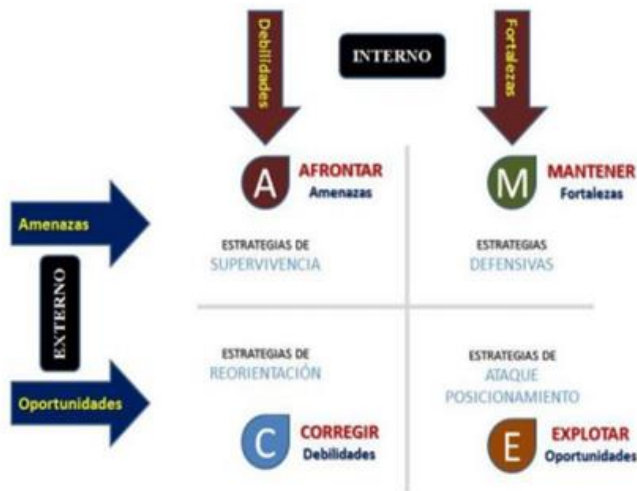 Debilidades
INTERNO
Fortalezas
A
AFRONTAR
Amenazas
M
MANTENER
Fortalezas
Amenazas
ESTRATEGIAS DE
SUPERVIVENCIA
ESTRATEGIAS
DEFENSIVAS
EXTERNO
Oportunidades
ESTRATEGIAS DE
REORIENTACIÓN
ESTRATEGIAS DE
ATAQUE
POSICIONAMIENTO
C
CORREGIR
Debilidades
E
EXPLOTAR
Oportunidades